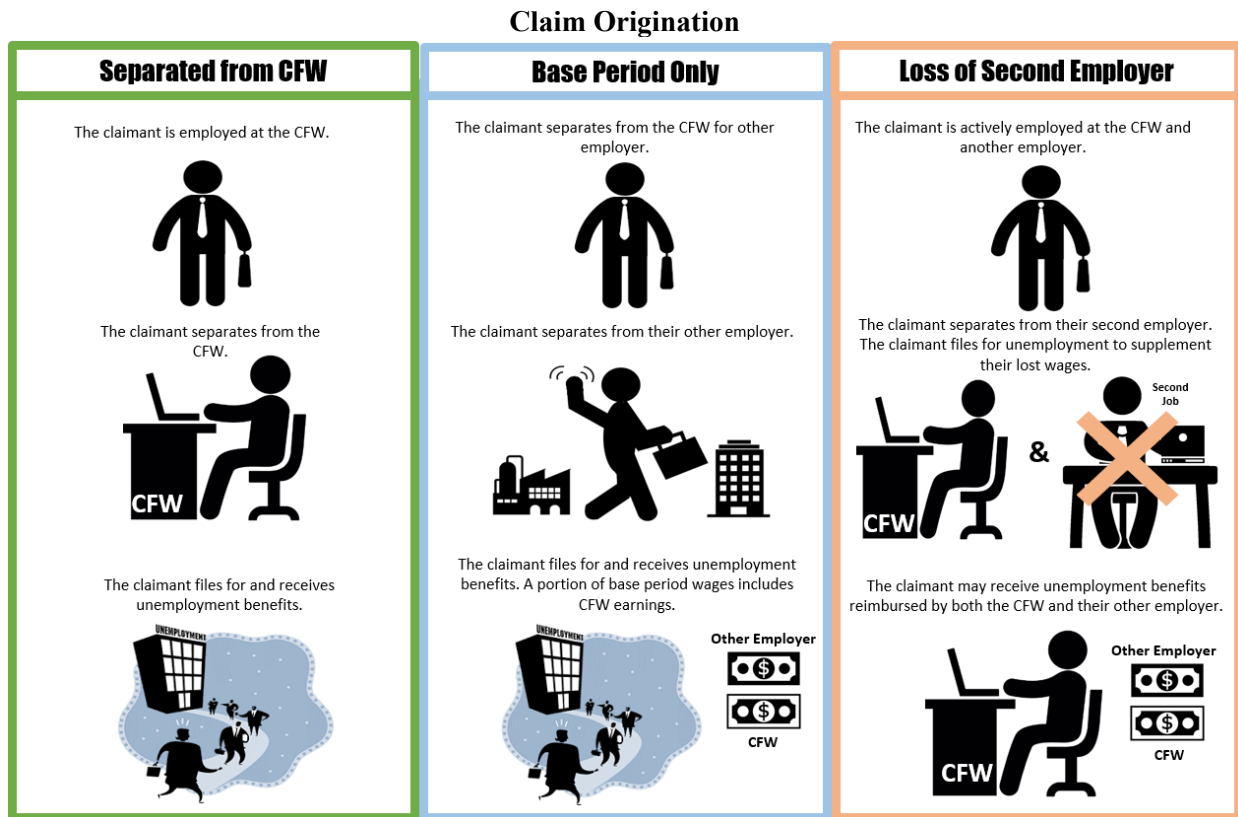 Claim Origination
Separated from CFW
The claimant is employed at the CFW.
The claimant separates from the
CFW.
CFW
The claimant files for and receives
unemployment benefits.
UNEMPLOYMENT
Base Period Only
The claimant separates from the CFW for other
employer.
The claimant separates from their other employer.
The claimant files for and receives unemployment
benefits. A portion of base period wages includes
CFW earnings.
UNEMPLOYMENT
Other Employer
$
$
CFW
Loss of Second Employer
The claimant is actively employed at the CFW and
another employer.
The claimant separates from their second employer.
The claimant files for unemployment to supplement
their lost wages.
Second
Job
&
CFW
The claimant may receive unemployment benefits
reimbursed by both the CFW and their other employer.
Other Employer
$
$
CFW
CFW